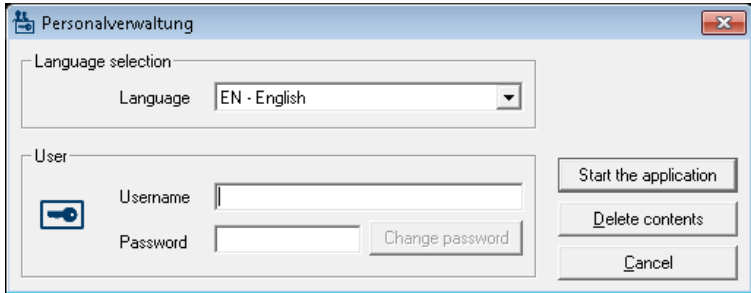 Personalverwaltung
Language selection
Language EN - English
User
Username
Password Change password
Start the application
Delete contents
Cancel